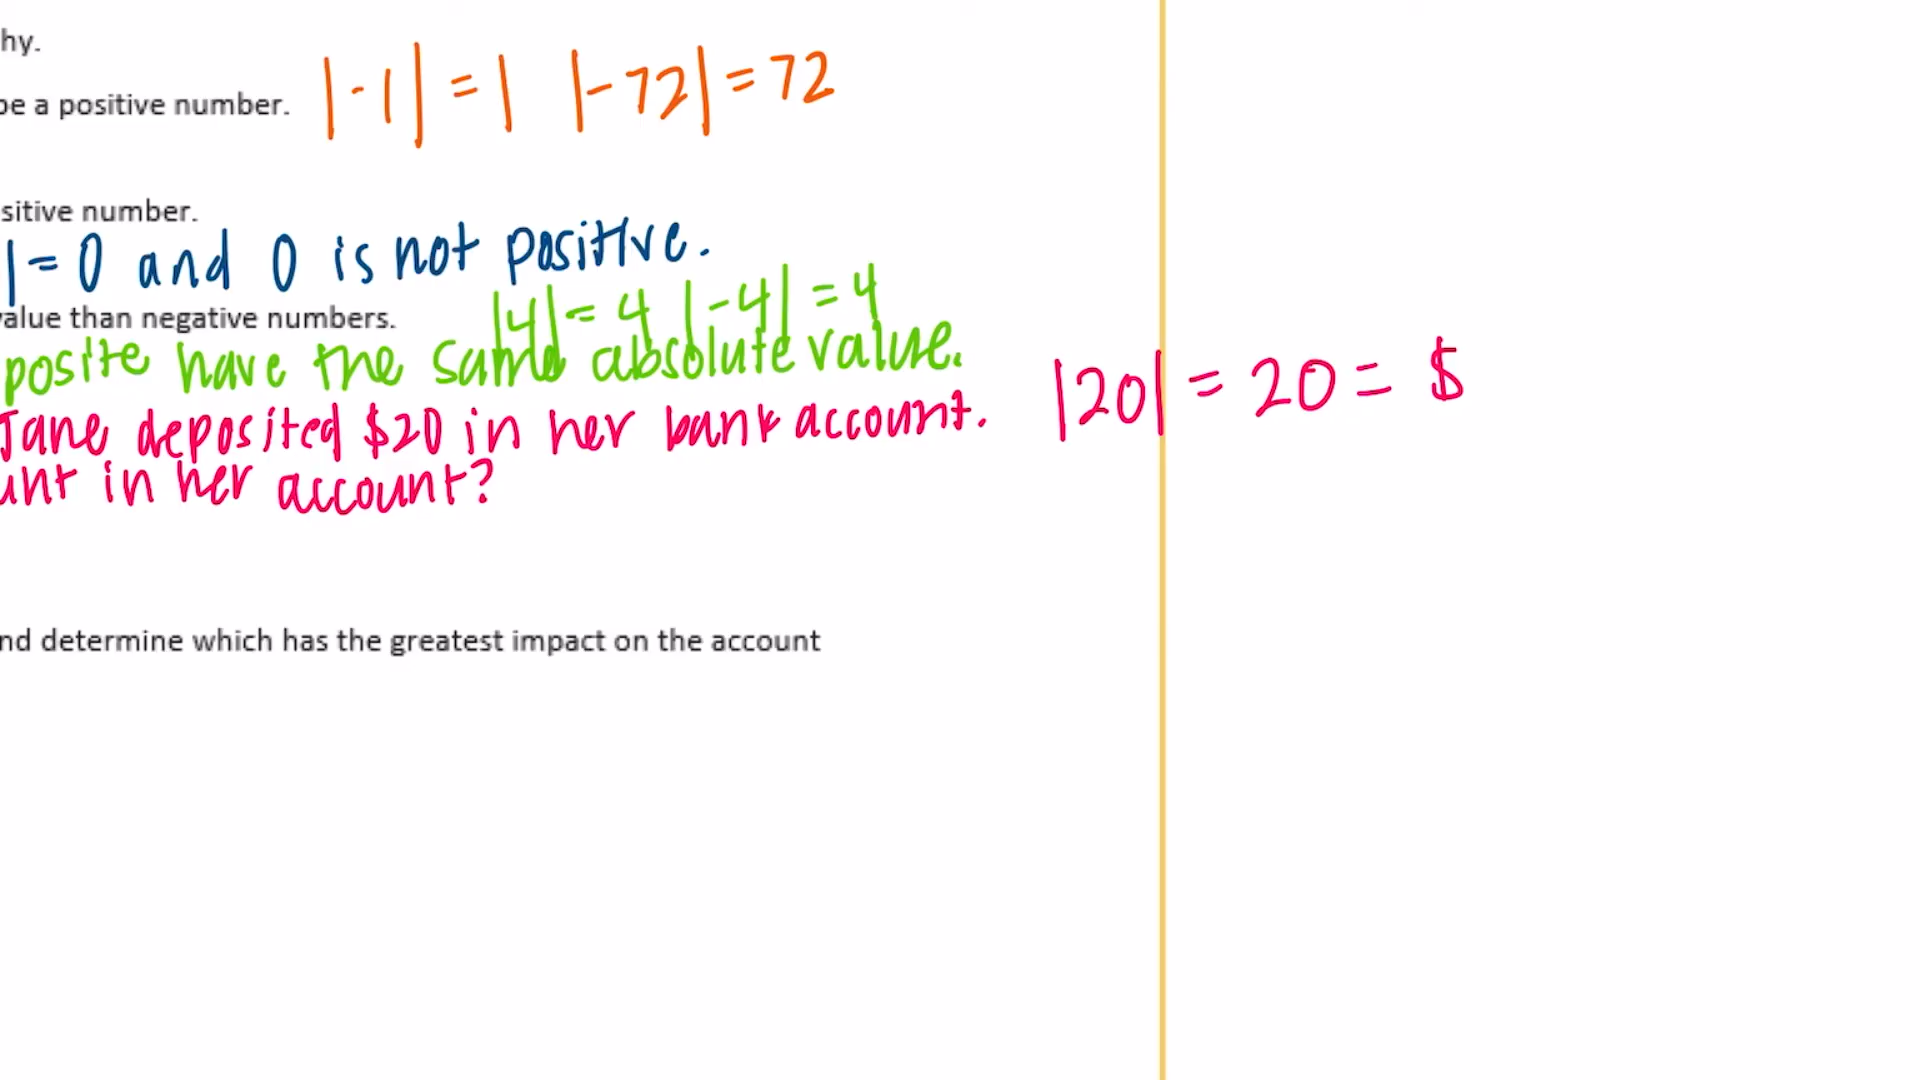 hy.
be a positive number. |-1| = 1 |-72| = 72
sitive number.
| = 0 and 0 is not positive.
value than negative numbers. |4| = 4 |-4| = 4
posite have the same absolute value.
Jane deposited $20 in her bank account. |20| = 20 = $
unt in her account?
nd determine which has the greatest impact on the account